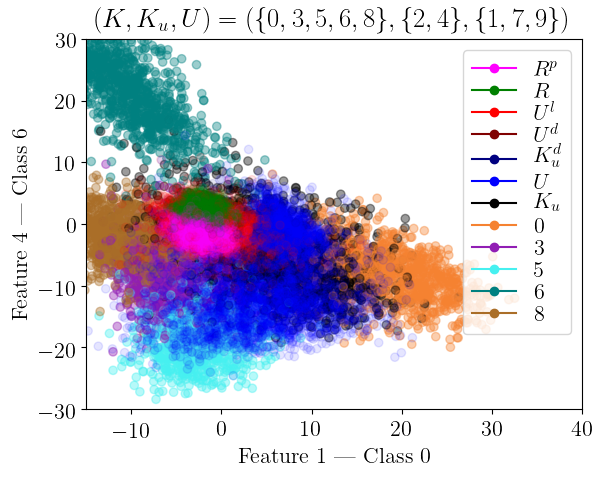 (K, K_u, U) = ({0, 3, 5, 6, 8}, {2, 4}, {1, 7, 9})
30
20
10
0
−10
−20
−30
Feature 4 — Class 6
−10
0
10
20
30
40
Feature 1 — Class 0
R^p
R
U^l
U^d
K_u^d
U
K_u
0
3
5
6
8